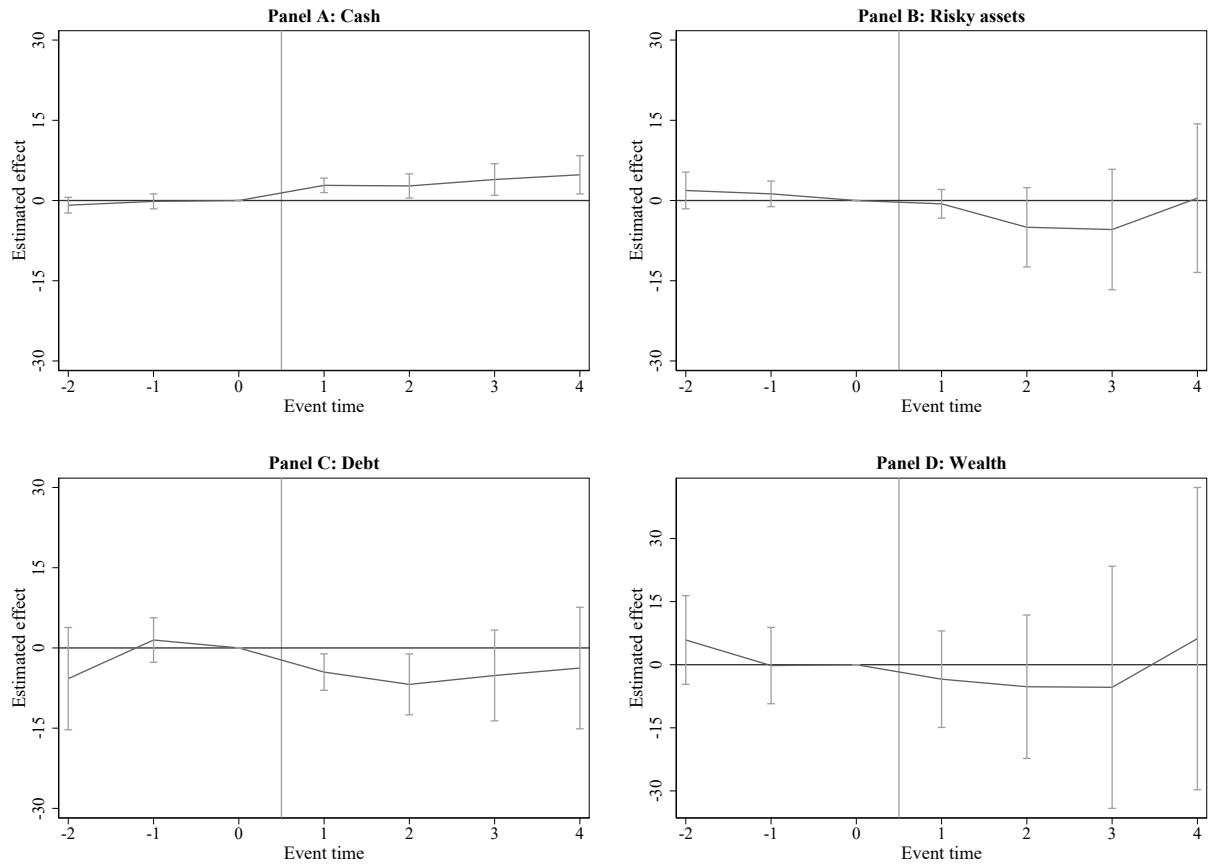 Panel A: Cash
Estimated effect
30
15
0
-15
-30
-2 -1 0 1 2 3 4
Event time
Panel B: Risky assets
Estimated effect
30
15
0
-15
-30
-2 -1 0 1 2 3 4
Event time
Panel C: Debt
Estimated effect
30
15
0
-15
-30
-2 -1 0 1 2 3 4
Event time
Panel D: Wealth
Estimated effect
30
15
0
-15
-30
-2 -1 0 1 2 3 4
Event time